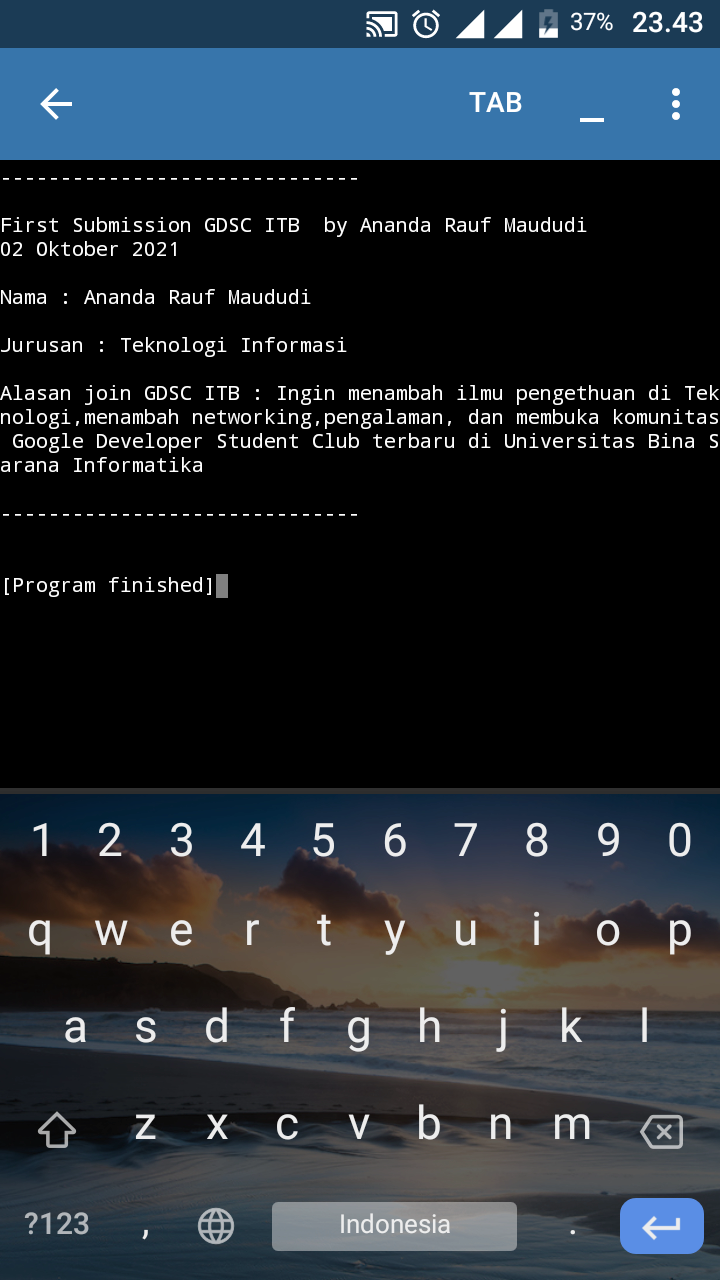 37% 23.43
TAB _
------------------------------
First Submission GDSC ITB  by Ananda Rauf Maududi
02 Oktober 2021
Nama : Ananda Rauf Maududi
Jurusan : Teknologi Informasi
Alasan join GDSC ITB : Ingin menambah ilmu pengethuan di Tek
nologi,menambah networking,pengalaman, dan membuka komunitas
 Google Developer Student Club terbaru di Universitas Bina S
arana Informatika
------------------------------
[Program finished]
1 2 3 4 5 6 7 8 9 0
q w e r t y u i o p
a s d f g h j k l
z x c v b n m
?123 , Indonesia .